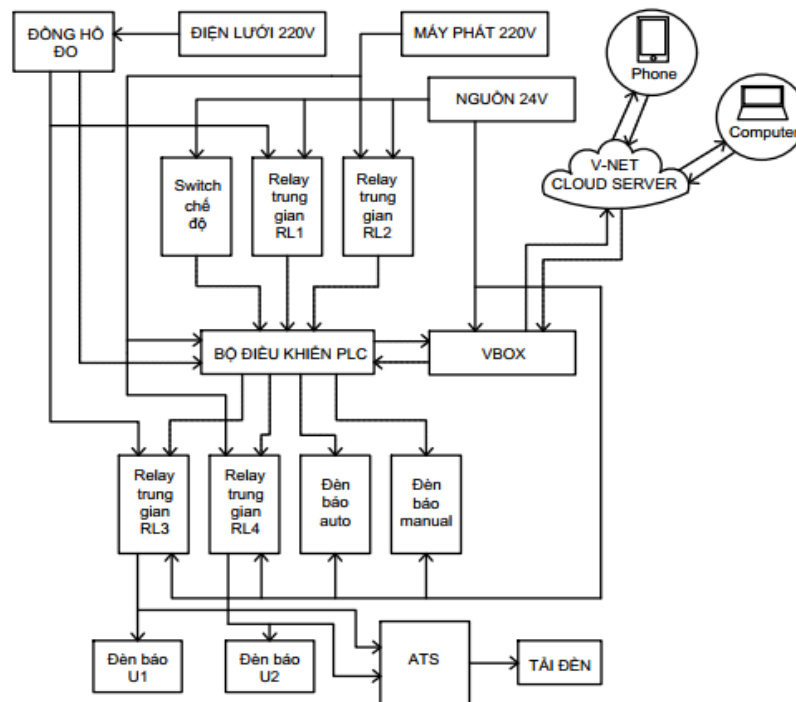 ĐỒNG HỒ
ĐO
ĐIỆN LƯỚI 220V
MÁY PHÁT 220V
Phone
NGUỒN 24V
Computer
V-NET
CLOUD SERVER
Switch
chế
độ
Relay
trung
gian
RL1
Relay
trung
gian
RL2
BỘ ĐIỀU KHIỂN PLC
VBOX
Relay
trung
gian
RL3
Relay
trung
gian
RL4
Đèn
báo
auto
Đèn
báo
manual
Đèn báo
U1
Đèn báo
U2
ATS
TẢI ĐÈN